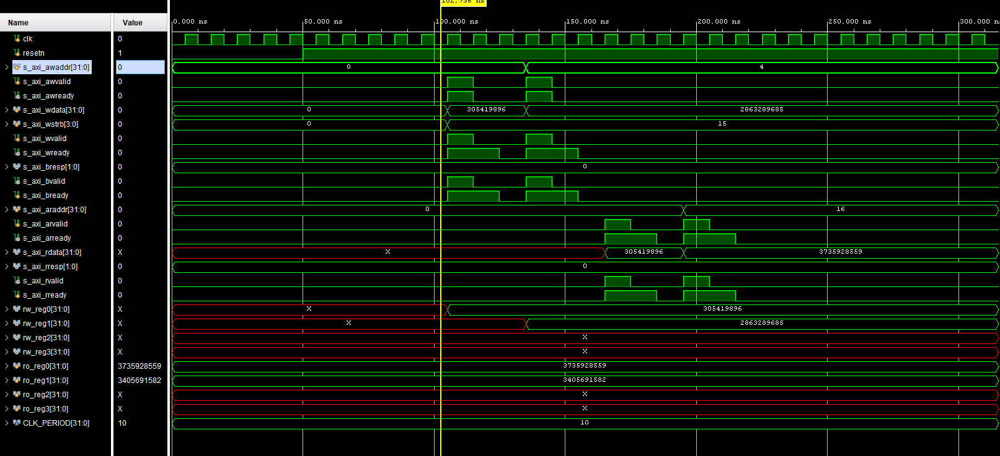 102.736 ns
Name Value 0.000 ns 50.000 ns 100.000 ns 150.000 ns 200.000 ns 250.000 ns 300.000 ns
clk 0
resetn 1
s_axi_awaddr[31:0] 0 0 4
s_axi_awvalid 0
s_axi_awready 0
s_axi_wdata[31:0] 0 0 305419896 2863289685
s_axi_wstrb[3:0] 0 0 15
s_axi_wvalid 0
s_axi_wready 0
s_axi_bresp[1:0] 0 0
s_axi_bvalid 0
s_axi_bready 0
s_axi_araddr[31:0] 0 0 16
s_axi_arvalid 0
s_axi_arready 0
s_axi_rdata[31:0] X X 305419896 3735928559
s_axi_rresp[1:0] 0 0
s_axi_rvalid 0
s_axi_rready 0
rw_reg0[31:0] X X 305419896
rw_reg1[31:0] X X 2863289685
rw_reg2[31:0] X X
rw_reg3[31:0] X X
ro_reg0[31:0] 3735928559 3735928559
ro_reg1[31:0] 3405691582 3405691582
ro_reg2[31:0] X X
ro_reg3[31:0] X X
CLK_PERIOD[31:0] 10 10